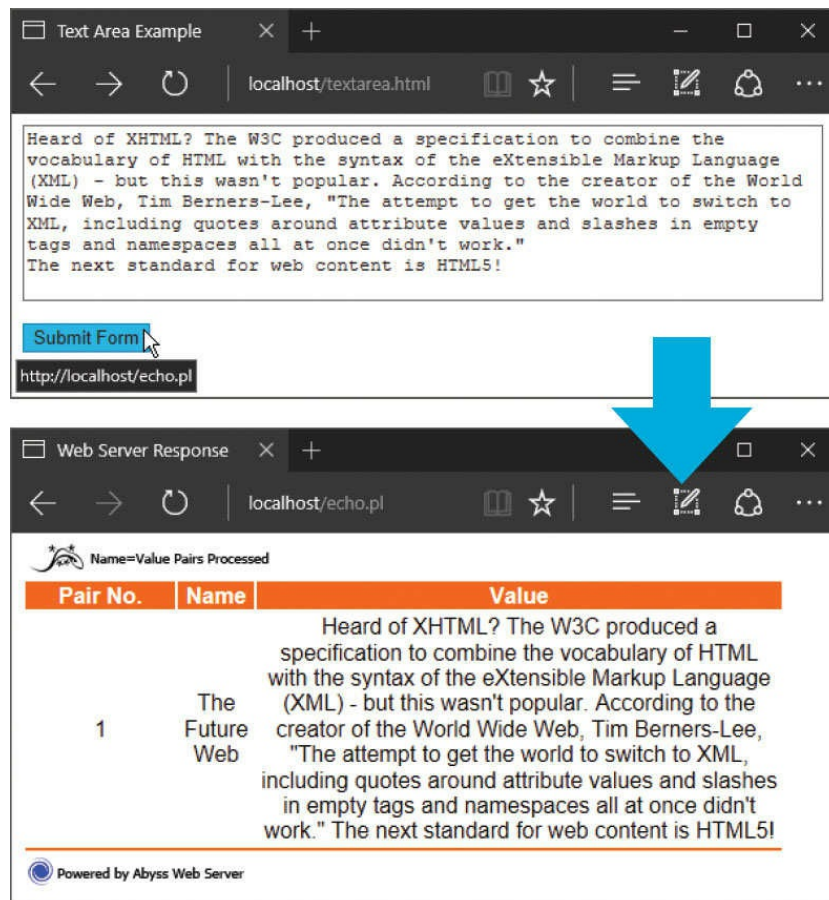 Text Area Example
localhost/textarea.html
Heard of XHTML? The W3C produced a specification to combine the
vocabulary of HTML with the syntax of the eXtensible Markup Language
(XML) - but this wasn't popular. According to the creator of the World
Wide Web, Tim Berners-Lee, "The attempt to get the world to switch to
XML, including quotes around attribute values and slashes in empty
tags and namespaces all at once didn't work."
The next standard for web content is HTML5!
Submit Form
http://localhost/echo.pl
Web Server Response
localhost/echo.pl
Name=Value Pairs Processed
Pair No. Name Value
Heard of XHTML? The W3C produced a
specification to combine the vocabulary of HTML
with the syntax of the eXtensible Markup Language
The (XML) - but this wasn't popular. According to the
1 Future creator of the World Wide Web, Tim Berners-Lee,
Web "The attempt to get the world to switch to XML,
including quotes around attribute values and slashes
in empty tags and namespaces all at once didn't
work." The next standard for web content is HTML5!
Powered by Abyss Web Server